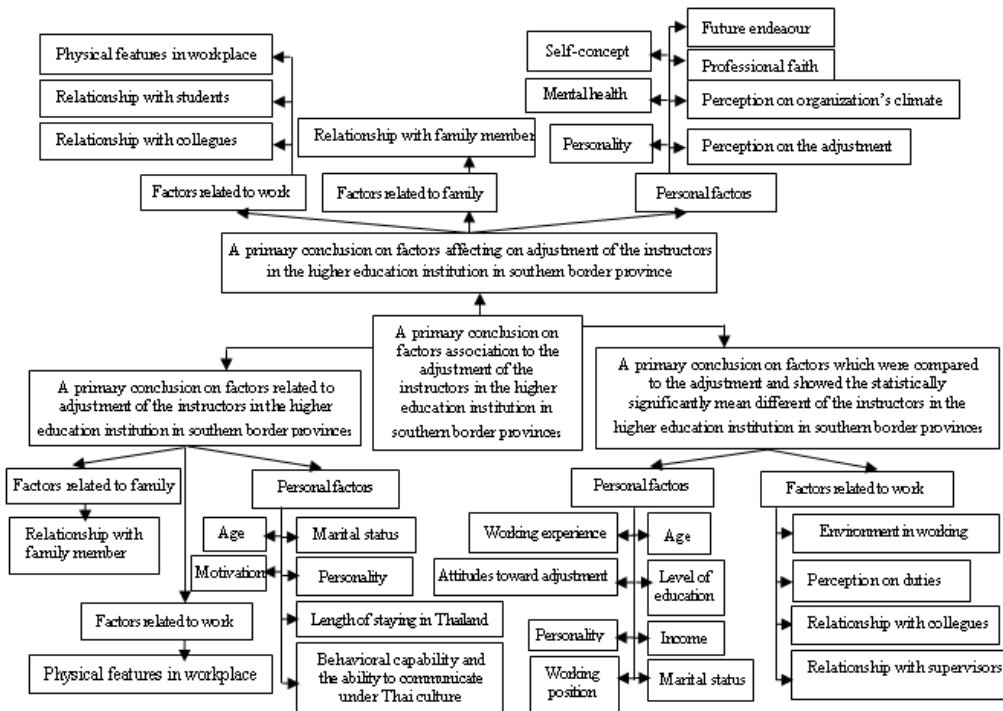 Future endeaour
Physical features in workplace
Self-concept
Professional faith
Relationship with students
Mental health
Perception on organization's climate
Relationship with collegues
Relationship with family member
Personality
Perception on the adjustment
Factors related to work
Factors related to family
Personal factors
A primary conclusion on factors affecting on adjustment of the instructors
in the higher education institution in southern border province
A primary conclusion on
factors association to the
adjustment of the
instructors in the higher
education institution in
southern border provinces
A primary conclusion on factors related to
adjustment of the instructors in the higher
education institution in southern border provinces
A primary conclusion on factors which were compared
to the adjustment and showed the statistically
significantly mean different of the instructors in the
higher education institution in southern border provinces
Factors related to family
Personal factors
Personal factors
Factors related to work
Relationship with
family member
Age
Marital status
Working experience
Age
Environment in working
Motivation
Personality
Attitudes toward adjustment
Level of
education
Perception on duties
Factors related to work
Length of staying in Thailand
Personality
Income
Relationship with collegues
Physical features in workplace
Behavioral capability and
the ability to communicate
under Thai culture
Working
position
Marital status
Relationship with supervisors